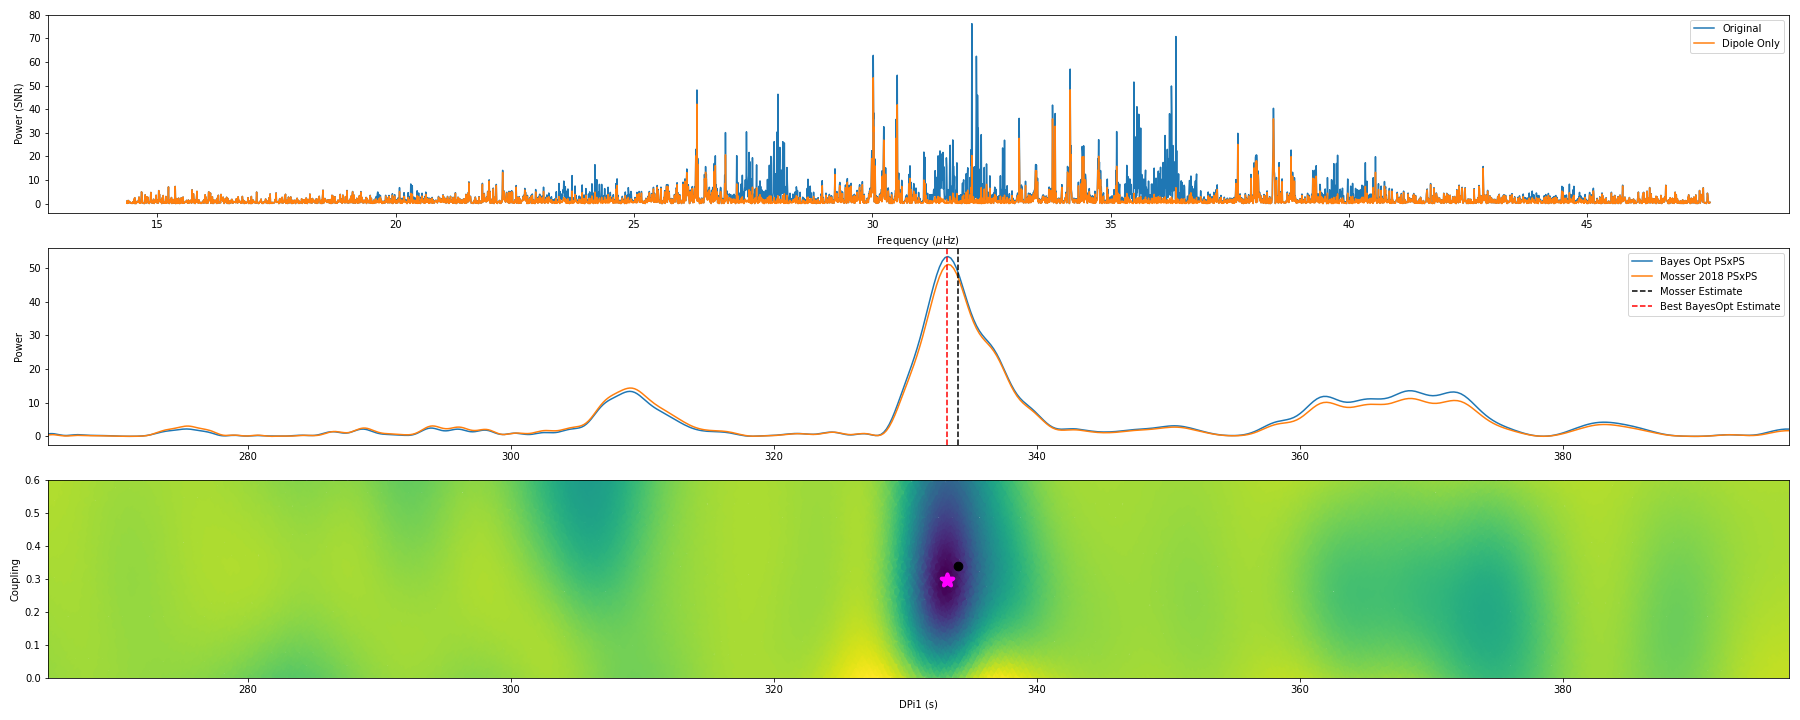 80
70
60
50
40
30
20
10
0
Power (SNR)
Original
Dipole Only
15 20 25 30 35 40 45
Frequency (μHz)
50
40
30
20
10
0
Power
Bayes Opt PSxPS
Mosser 2018 PSxPS
Mosser Estimate
Best BayesOpt Estimate
280 300 320 340 360 380
0.6
0.5
0.4
0.3
0.2
0.1
0.0
Coupling
280 300 320 340 360 380
DPi1 (s)